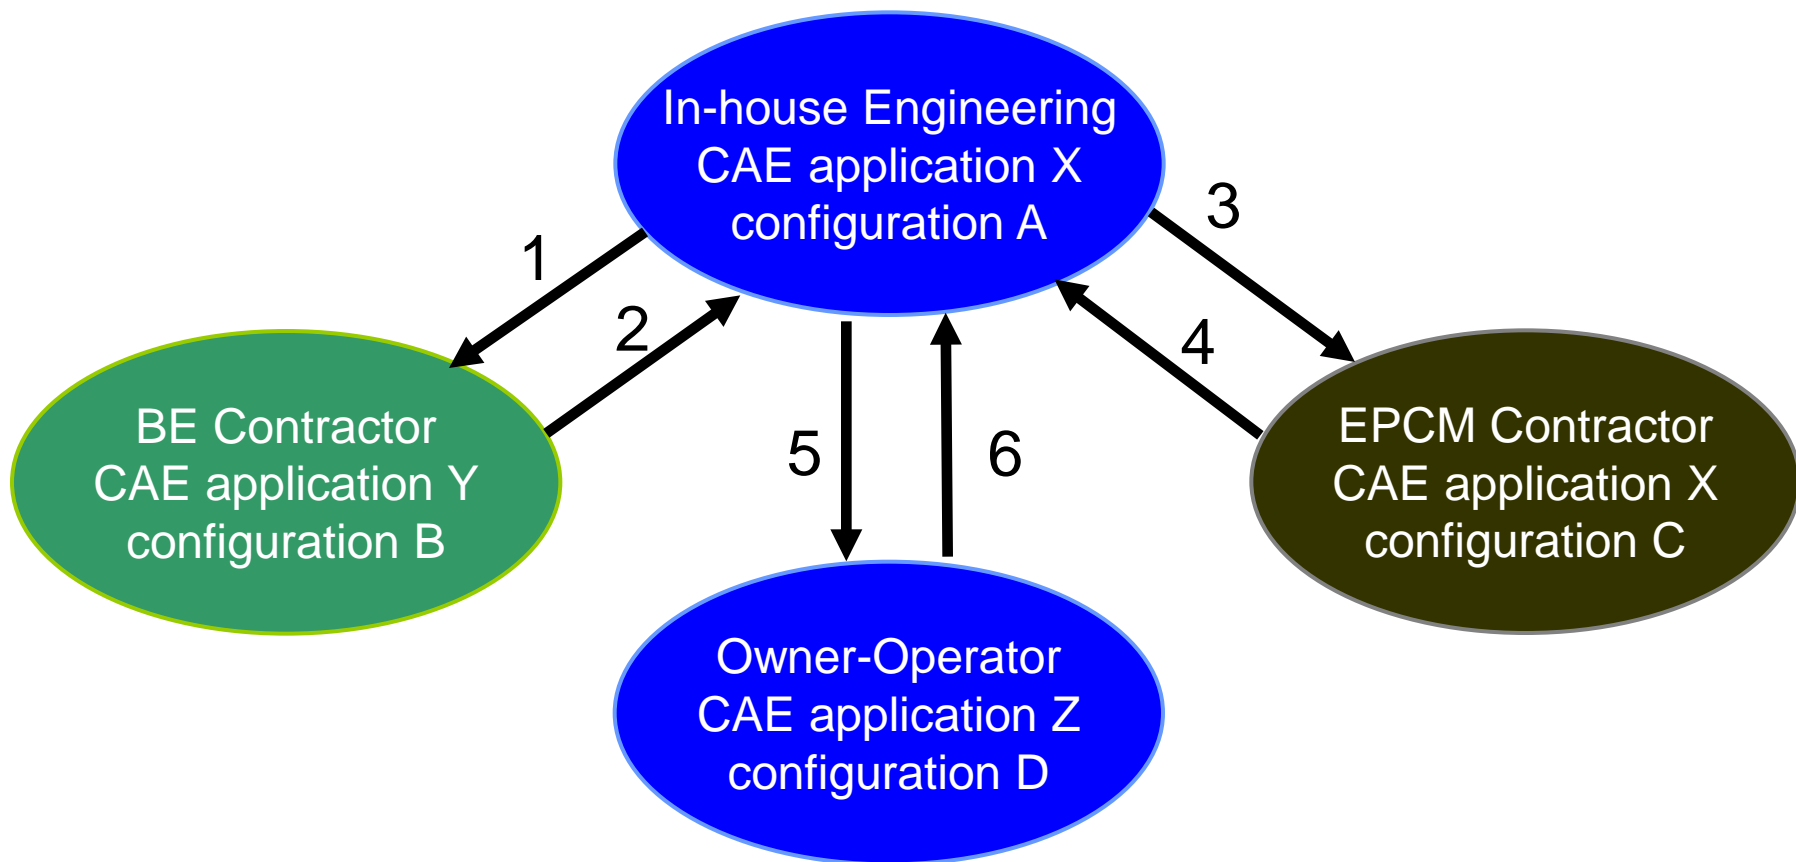 In-house Engineering
CAE application X
configuration A
1
2
3
4
BE Contractor
CAE application Y
configuration B
5
6
EPCM Contractor
CAE application X
configuration C
Owner-Operator
CAE application Z
configuration D